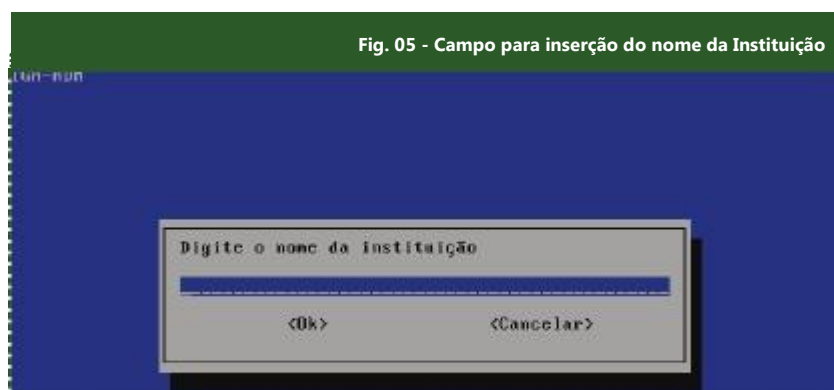 Fig. 05 - Campo para inserção do nome da Instituição
Digite o nome da instituição
<Ok>
<Cancelar>